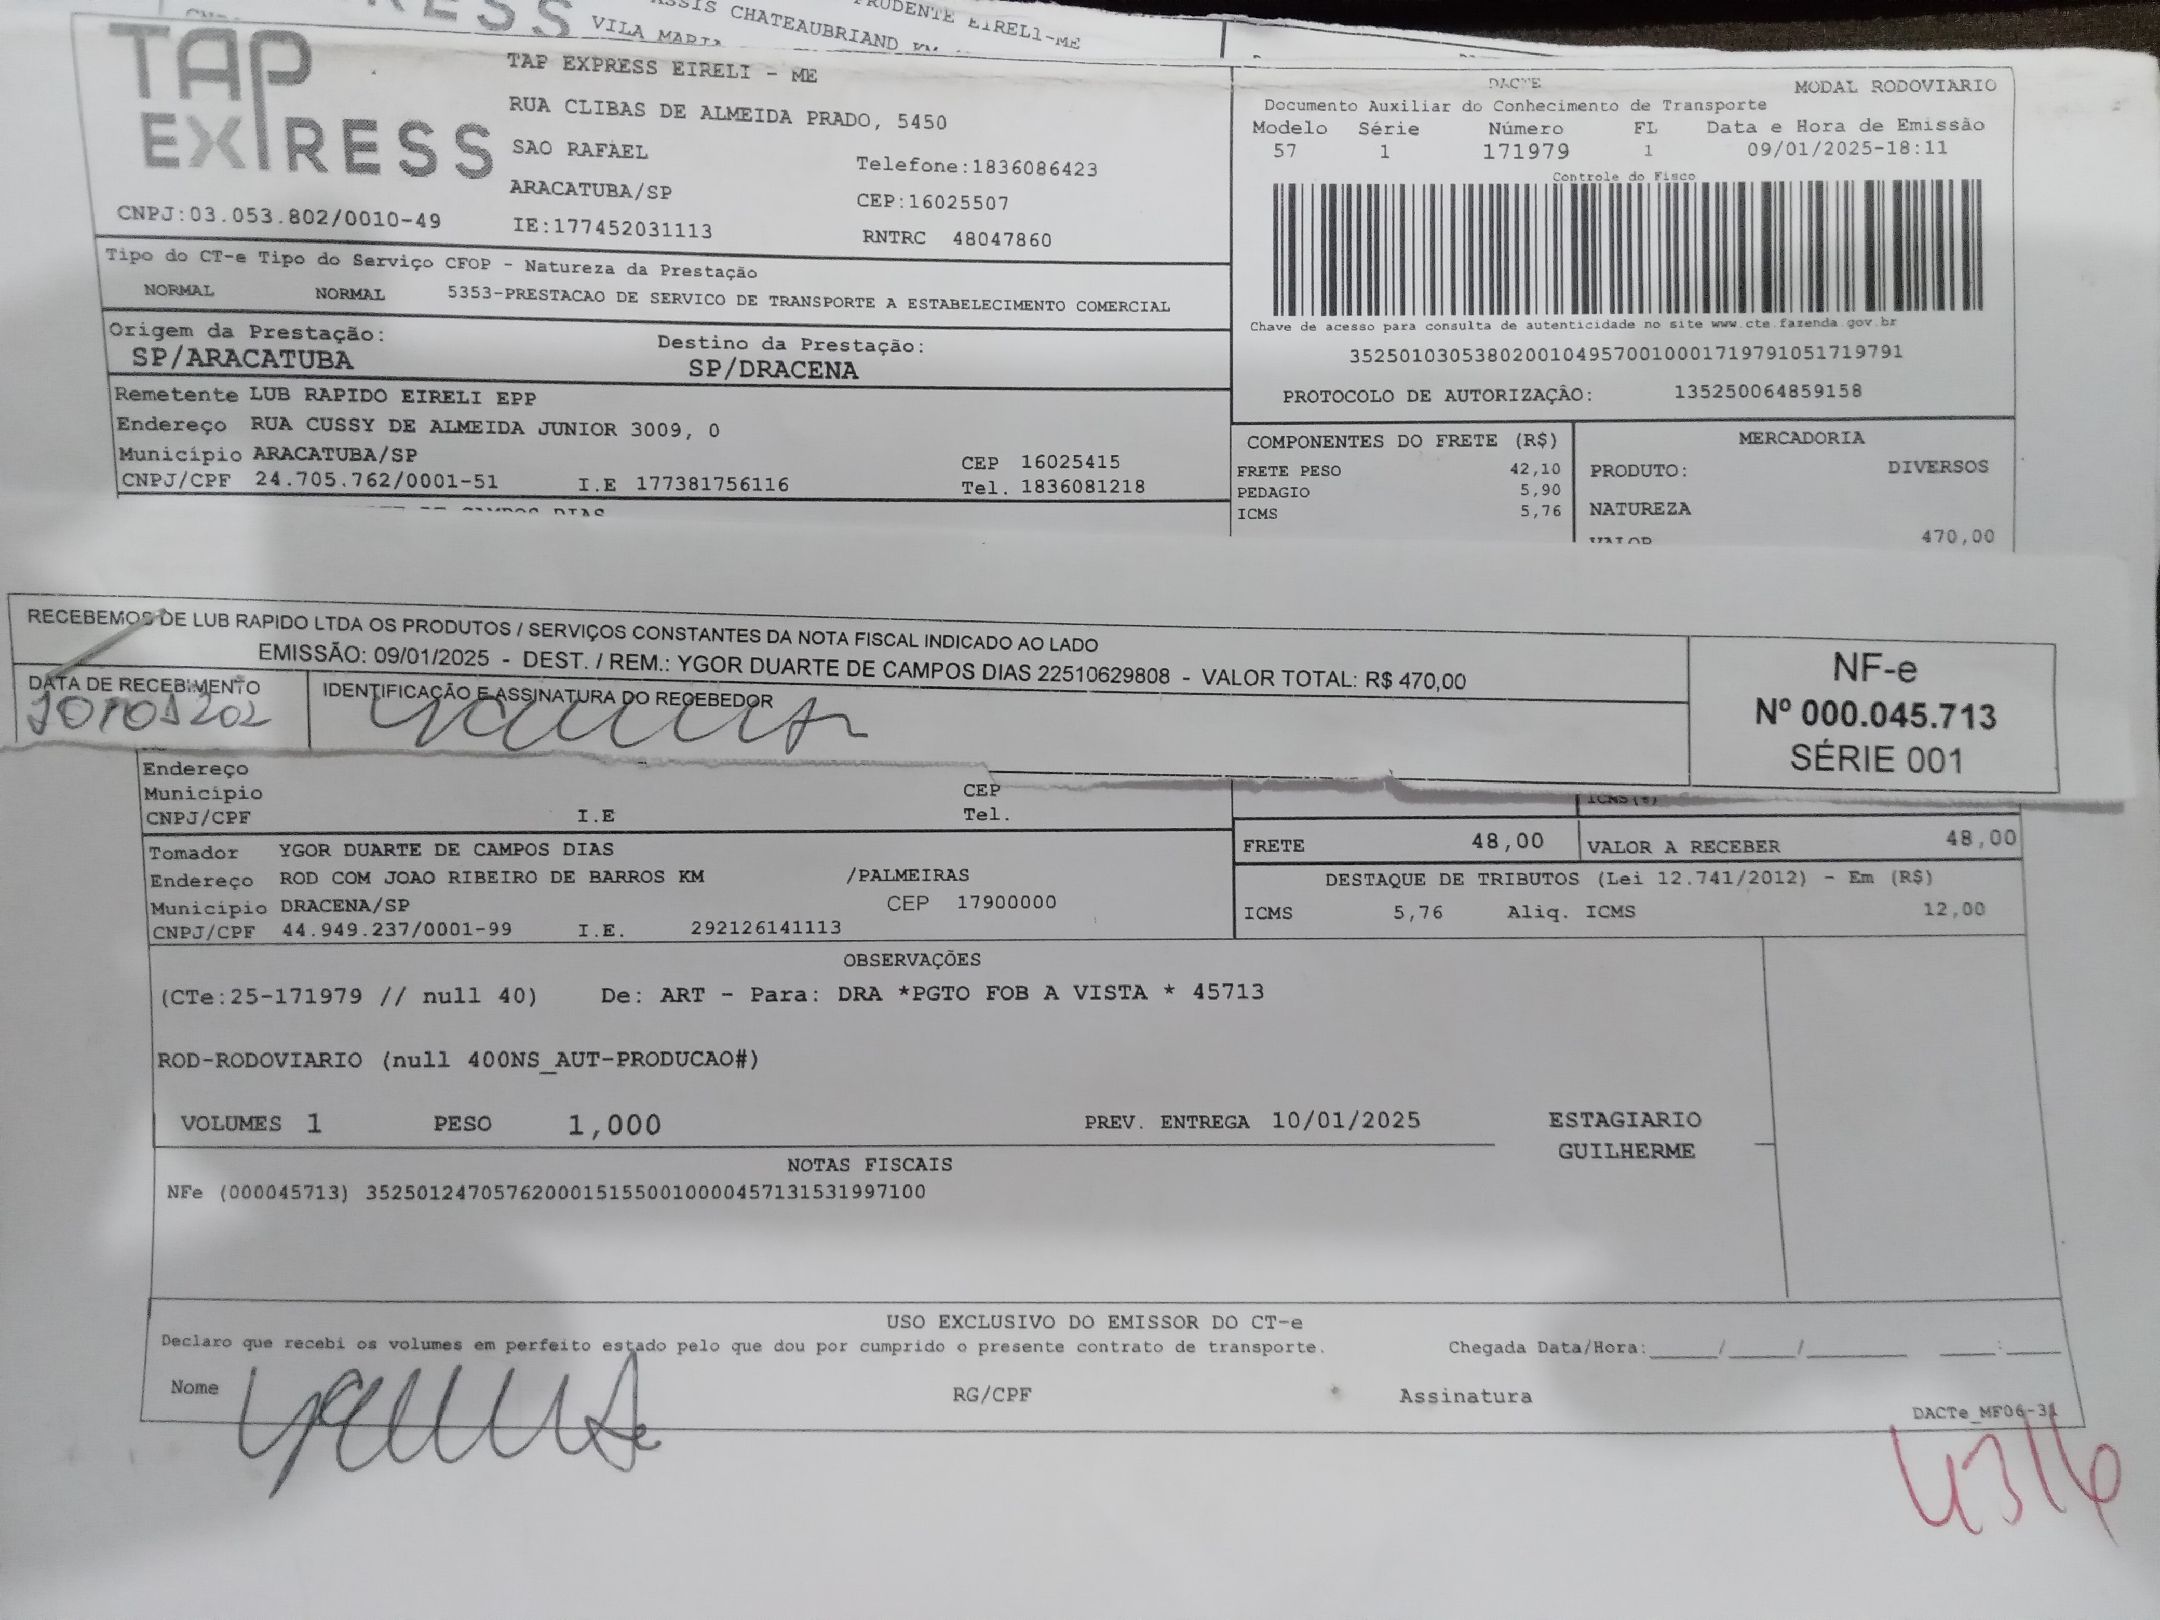 ASSIS CHATEAUBRIAND
PRUDENTE EIRELI-ME
VILA MARIA
TAP
EXPRESS
TAP EXPRESS EIRELI - ME
RUA CLIBAS DE ALMEIDA PRADO, 5450
SAO RAFAEL
Telefone:1836086423
ARACATUBA/SP
CEP:16025507
CNPJ:03.053.802/0010-49
IE:177452031113
RNTRC 48047860
DACTE
MODAL RODOVIARIO
Documento Auxiliar do Conhecimento de Transporte
Modelo Série Número FL Data e Hora de Emissão
57 1 171979 1 09/01/2025-18:11
Controle do Fisco
Chave de acesso para consulta de autenticidade no site www.cte.fazenda.gov.br
35250103053802001049570010001719791051719791
PROTOCOLO DE AUTORIZAÇÂO: 135250064859158
Tipo do CT-e Tipo do Serviço CFOP - Natureza da Prestação
NORMAL NORMAL 5353-PRESTACAO DE SERVICO DE TRANSPORTE A ESTABELECIMENTO COMERCIAL
Origem da Prestação: Destino da Prestação:
SP/ARACATUBA SP/DRACENA
Remetente LUB RAPIDO EIRELI EPP
Endereço RUA CUSSY DE ALMEIDA JUNIOR 3009, 0
Município ARACATUBA/SP CEP 16025415
CNPJ/CPF 24.705.762/0001-51 I.E 177381756116 Tel. 1836081218
COMPONENTES DO FRETE (R$)
FRETE PESO 42,10
PEDAGIO 5,90
ICMS 5,76
MERCADORIA
PRODUTO: DIVERSOS
NATUREZA
VALOR 470,00
RECEBEMOS DE LUB RAPIDO LTDA OS PRODUTOS / SERVIÇOS CONSTANTES DA NOTA FISCAL INDICADO AO LADO
EMISSÃO: 09/01/2025 - DEST. / REM.: YGOR DUARTE DE CAMPOS DIAS 22510629808 - VALOR TOTAL: R$ 470,00
DATA DE RECEBIMENTO
IDENTIFICAÇÃO E ASSINATURA DO RECEBEDOR
NF-e
Nº 000.045.713
SÉRIE 001
Endereço
Município CEP
CNPJ/CPF I.E Tel.
ICMS(%)
FRETE 48,00 VALOR A RECEBER 48,00
Tomador YGOR DUARTE DE CAMPOS DIAS
Endereço ROD COM JOAO RIBEIRO DE BARROS KM /PALMEIRAS
Município DRACENA/SP CEP 17900000
CNPJ/CPF 44.949.237/0001-99 I.E. 292126141113
DESTAQUE DE TRIBUTOS (Lei 12.741/2012) - Em (R$)
ICMS 5,76 Aliq. ICMS 12,00
OBSERVAÇÕES
(CTe:25-171979 // null 40) De: ART - Para: DRA *PGTO FOB A VISTA * 45713
ROD-RODOVIARIO (null 400NS_AUT-PRODUCAO#)
VOLUMES 1 PESO 1,000 PREV. ENTREGA 10/01/2025
ESTAGIARIO
GUILHERME
NOTAS FISCAIS
NFe (000045713) 35250124705762000151550010000457131531997100
USO EXCLUSIVO DO EMISSOR DO CT-e
Declaro que recebi os volumes em perfeito estado pelo que dou por cumprido o presente contrato de transporte.
Chegada Data/Hora:____/____/______ ___:___
Nome RG/CPF Assinatura
DACTe_MF06-31
4316